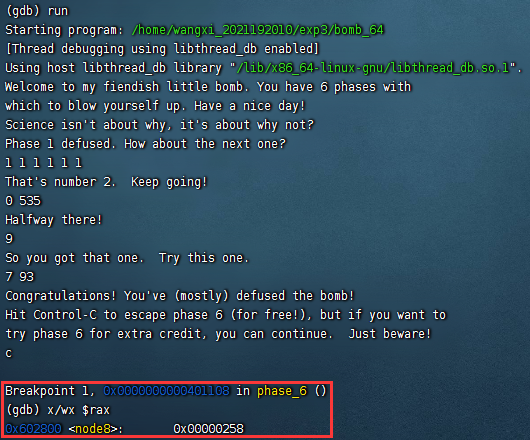 (gdb) run
Starting program: /home/wangxi_2021192010/exp3/bomb_64
[Thread debugging using libthread_db enabled]
Using host libthread_db library "/lib/x86_64-linux-gnu/libthread_db.so.1".
Welcome to my fiendish little bomb. You have 6 phases with
which to blow yourself up. Have a nice day!
Science isn't about why, it's about why not?
Phase 1 defused. How about the next one?
1 1 1 1 1 1
That's number 2.  Keep going!
0 535
Halfway there!
9
So you got that one.  Try this one.
7 93
Congratulations! You've (mostly) defused the bomb!
Hit Control-C to escape phase 6 (for free!), but if you want to
try phase 6 for extra credit, you can continue.  Just beware!
c
Breakpoint 1, 0x0000000000401108 in phase_6 ()
(gdb) x/wx $rax
0x602800 <node8>:       0x00000258